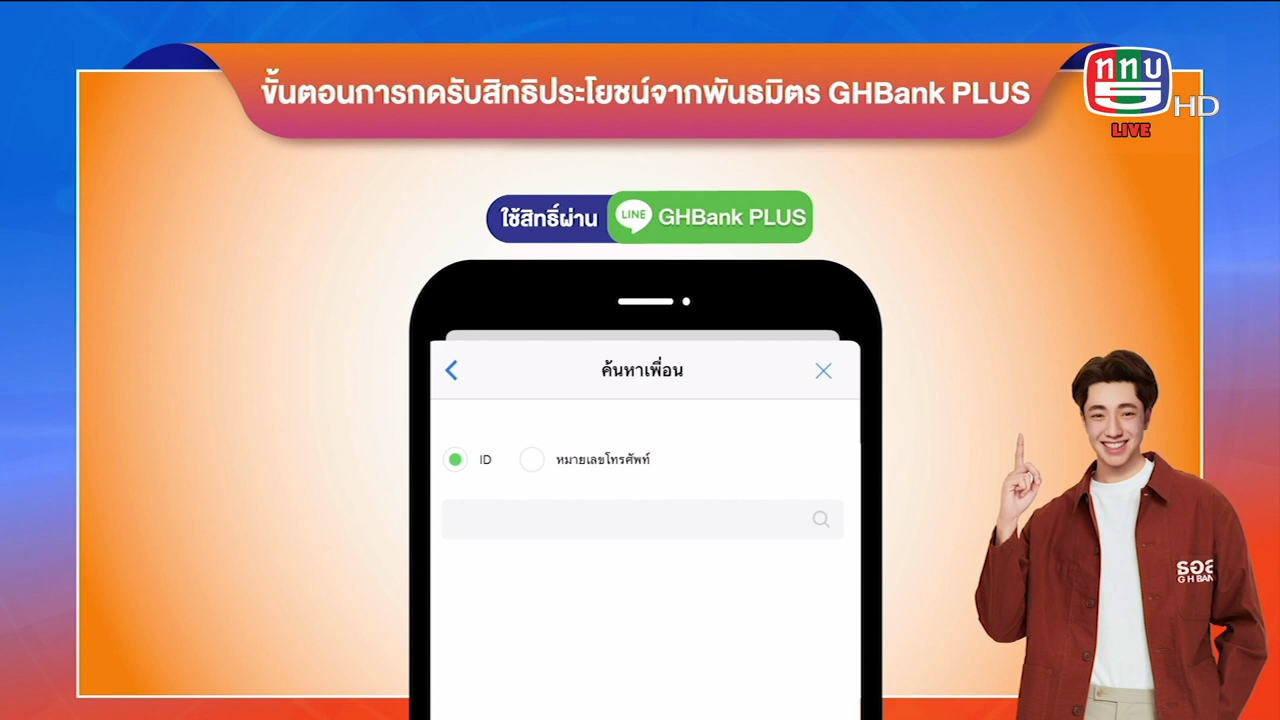 ขั้นตอนการกดรับสิทธิประโยชน์จากพันธมิตร GHBank PLUS
ททบ
5 HD
LIVE
ใช้สิทธิ์ผ่าน LINE GHBank PLUS
ค้นหาเพื่อน
ID หมายเลขโทรศัพท์
ธอส
G H BAN